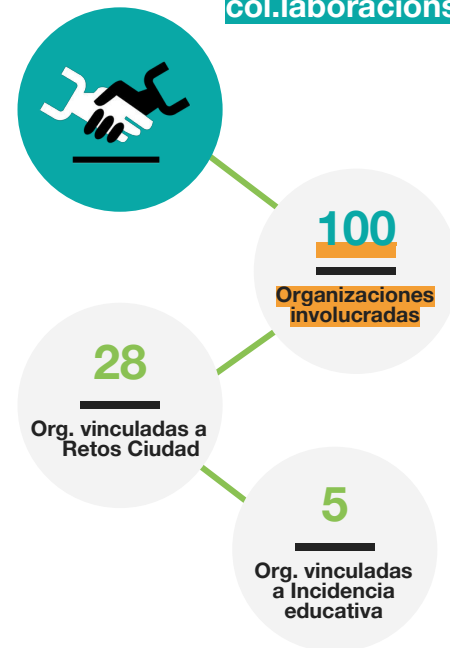 col.laboracions
100
Organizaciones
involucradas
28
Org. vinculadas a
Retos Ciudad
5
Org. vinculadas
a Incidencia
educativa